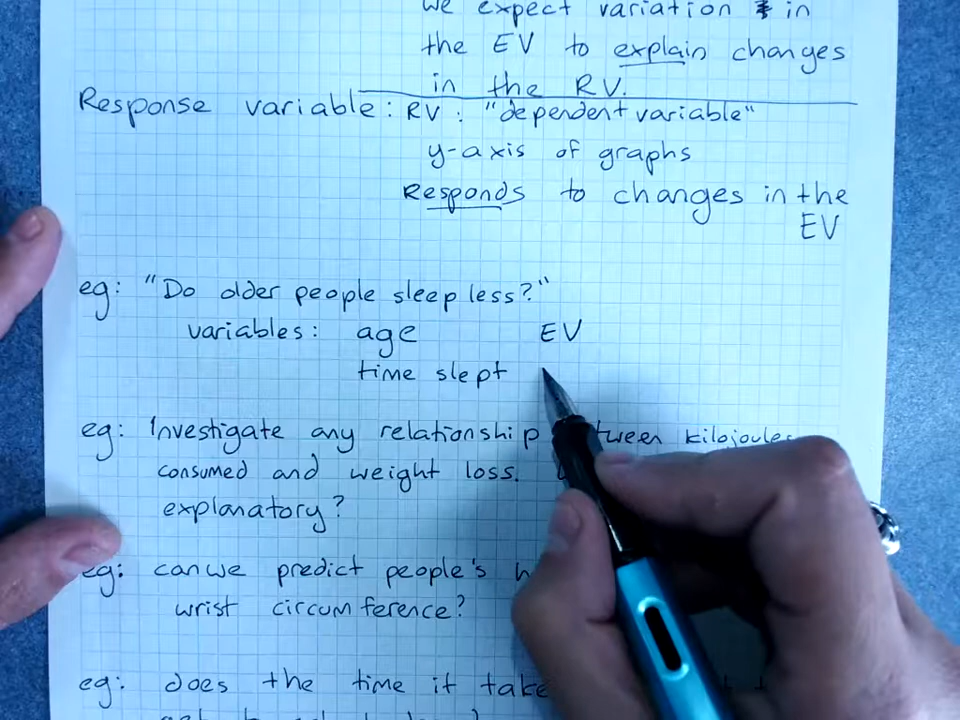 we expect variation in
the EV to explain changes
in the RV.
Response variable: RV: "dependent variable"
y-axis of graphs
Responds to changes in the
EV
eg: "Do older people sleep less?"
variables: age EV
time slept
eg: Investigate any relationship between kilojoules
consumed and weight loss.
explanatory?
eg: can we predict people's
wrist circumference?
eg: does the time it take